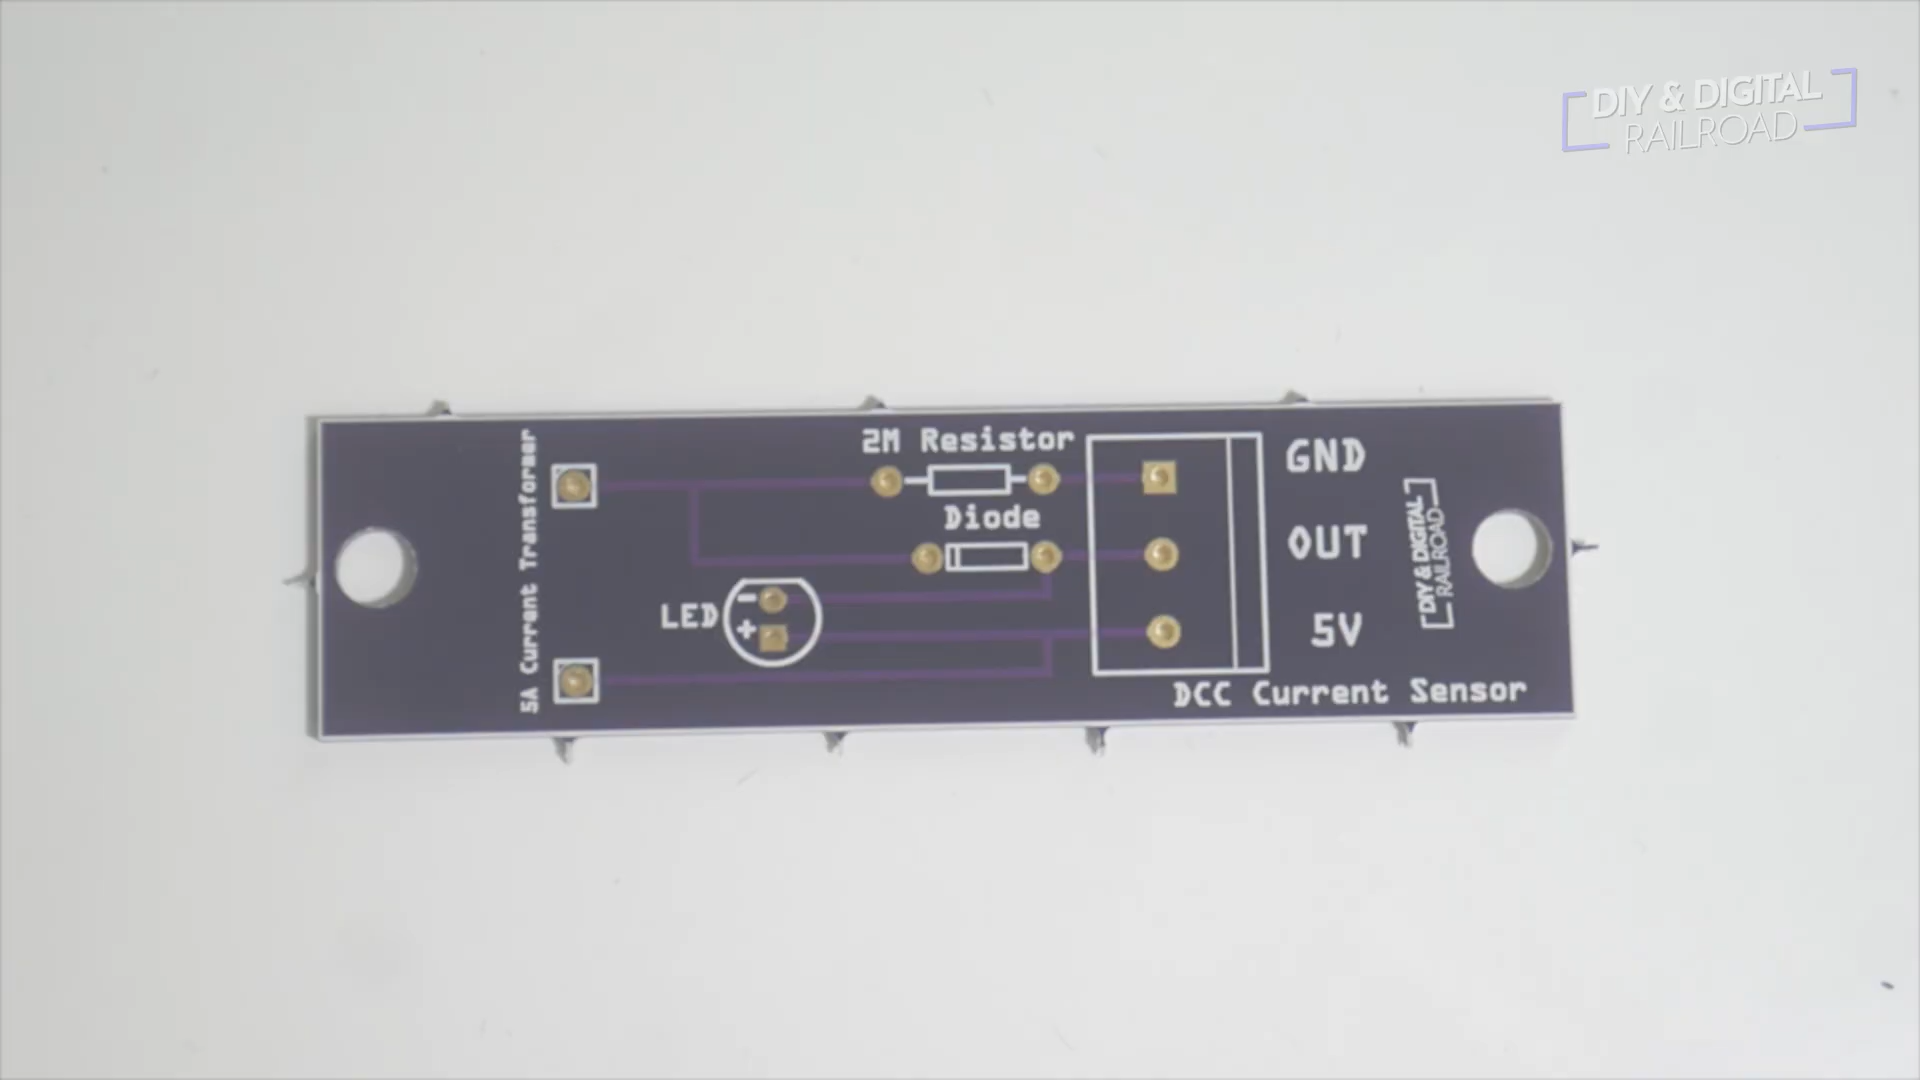 DIY & DIGITAL
RAILROAD
5A Current Transformer
2M Resistor
Diode
LED
-
+
GND
OUT
5V
DIY & DIGITAL
RAILROAD
DCC Current Sensor